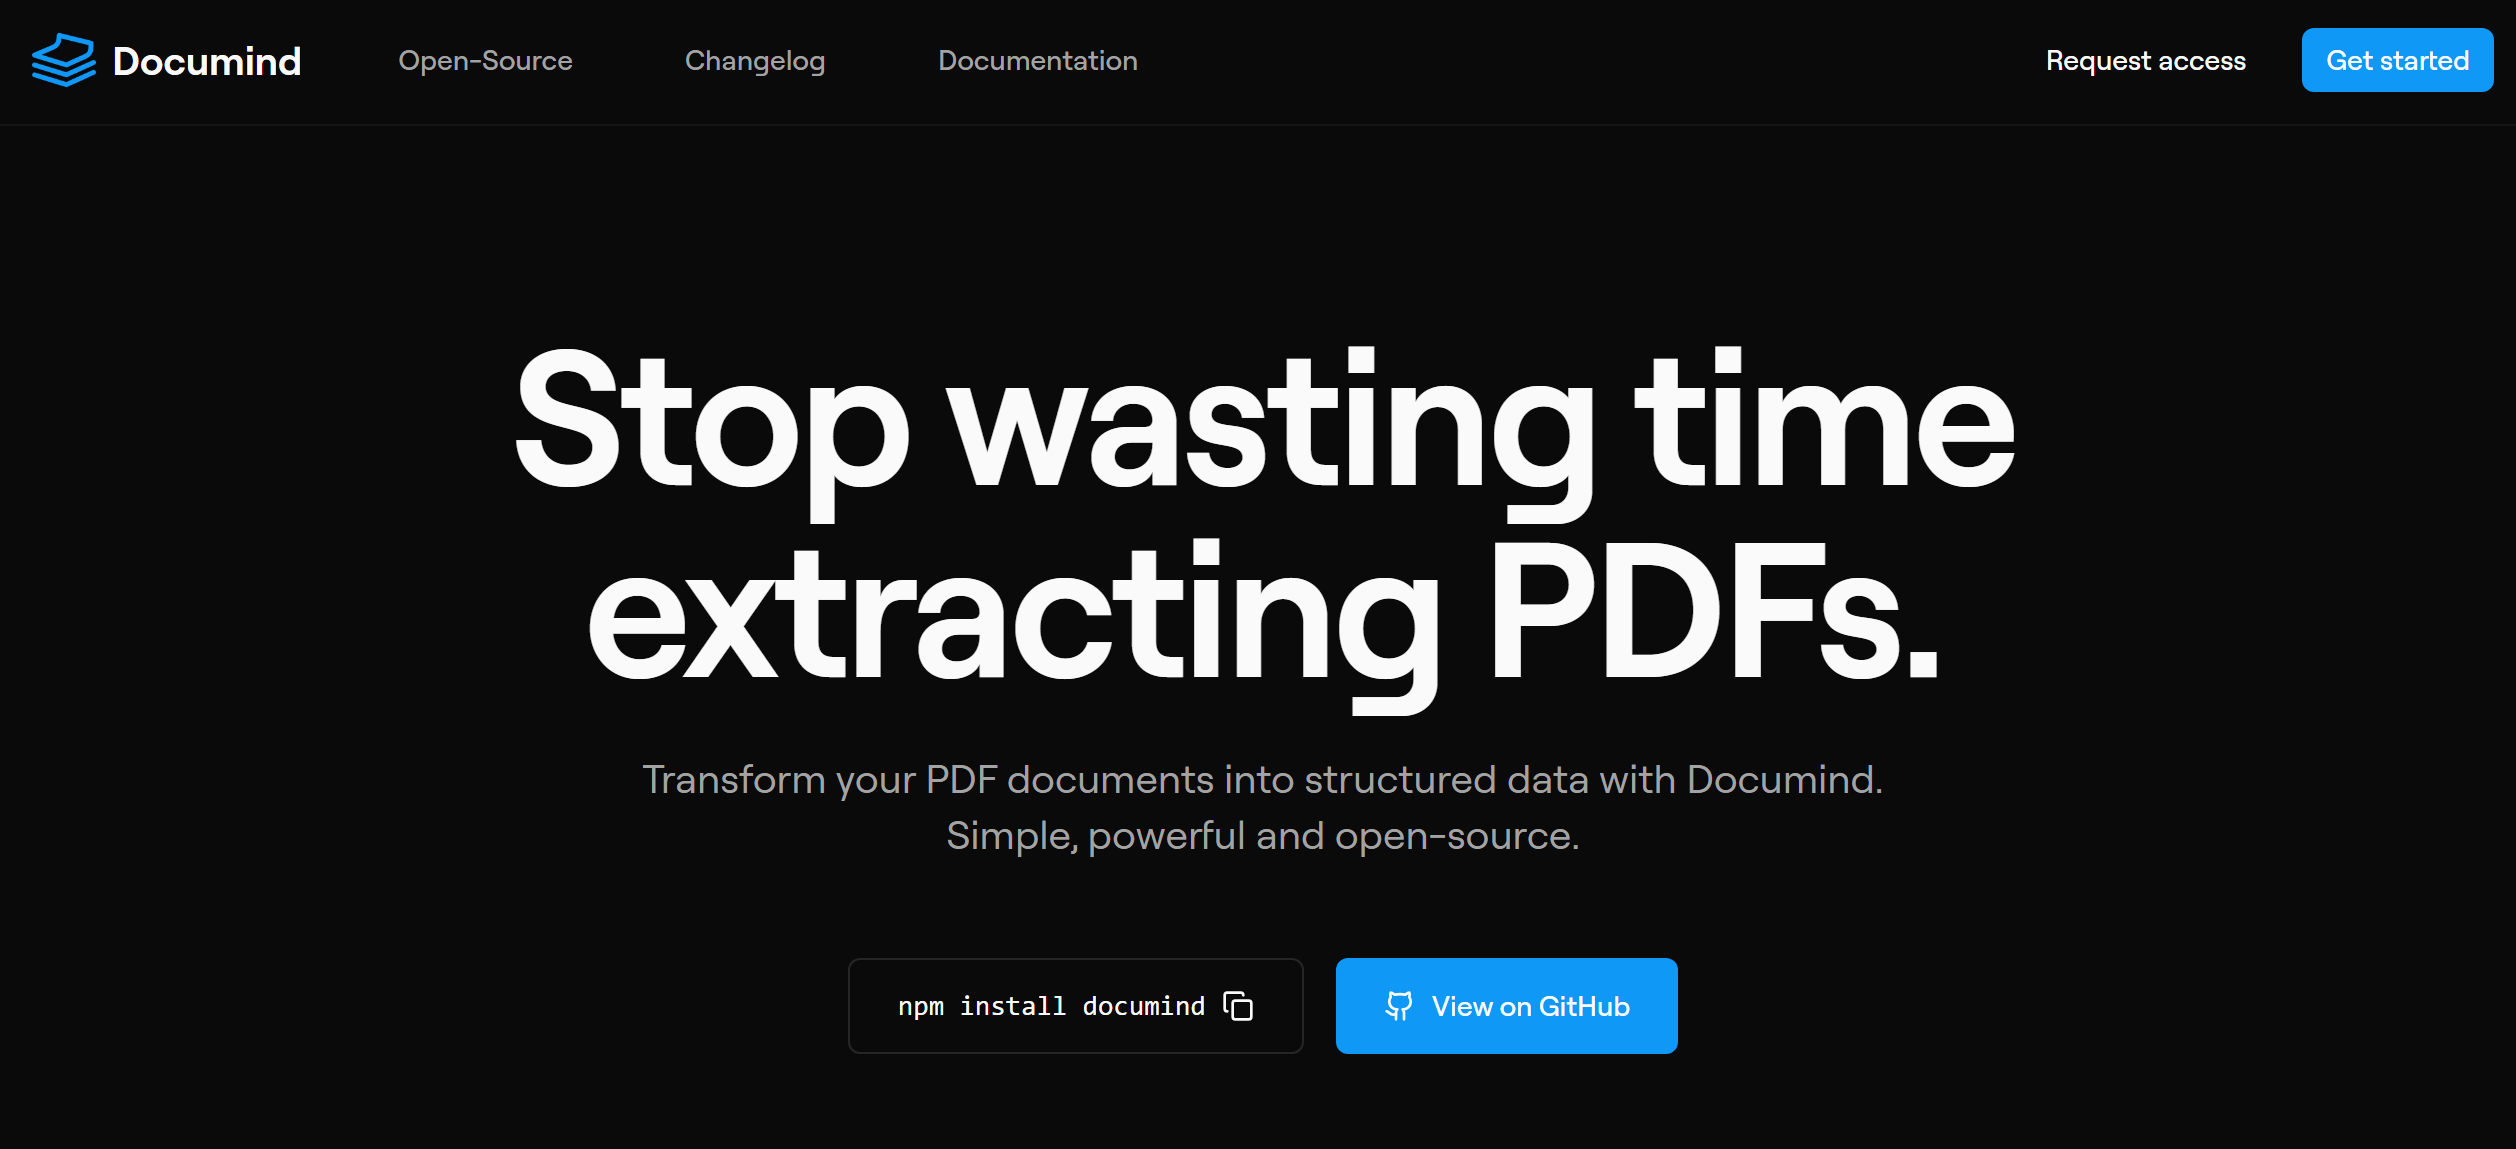 Documind
Open-Source
Changelog
Documentation
Request access
Get started
Stop wasting time
extracting PDFs.
Transform your PDF documents into structured data with Documind.
Simple, powerful and open-source.
npm install documind
View on GitHub